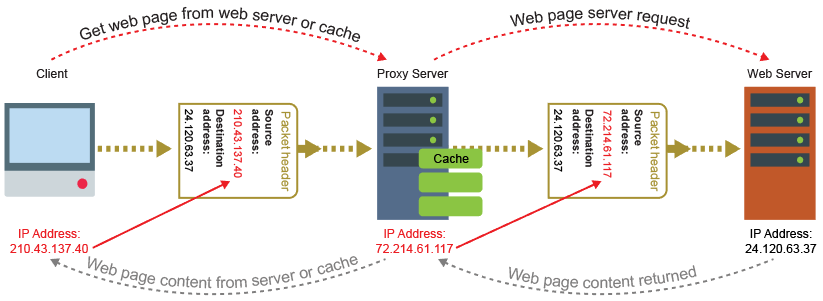 Get web page from web server or cache
Web page server request
Client
Proxy Server
Web Server
Packet header
Source
address:
210.43.137.40
Destination
address:
24.120.63.37
Cache
Packet header
Source
address:
72.214.61.117
Destination
address:
24.120.63.37
IP Address:
210.43.137.40
IP Address:
72.214.61.117
IP Address:
24.120.63.37
Web page content from server or cache
Web page content returned